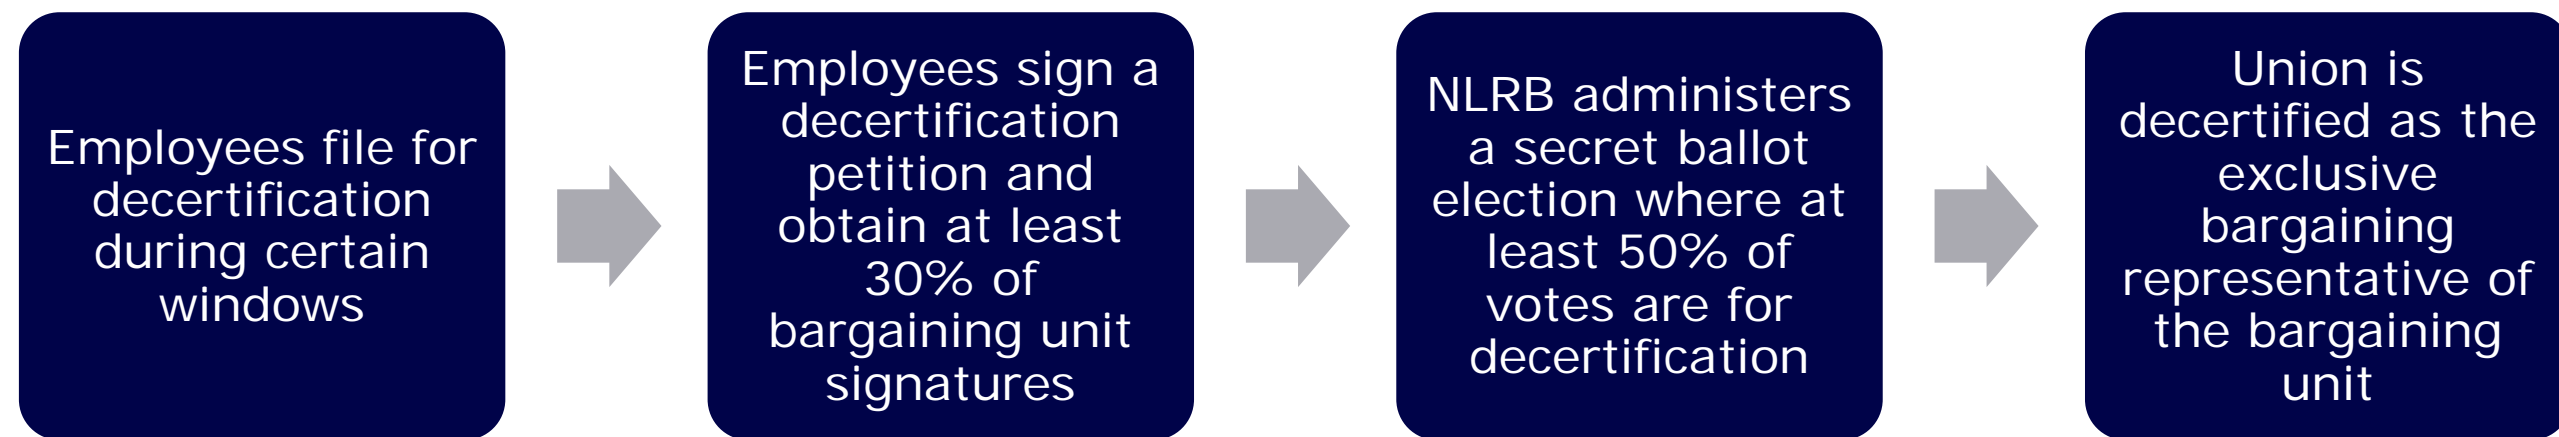 Employees file for
decertification
during certain
windows
Employees sign a
decertification
petition and
obtain at least
30% of
bargaining unit
signatures
NLRB administers
a secret ballot
election where at
least 50% of
votes are for
decertification
Union is
decertified as the
exclusive
bargaining
representative of
the bargaining
unit